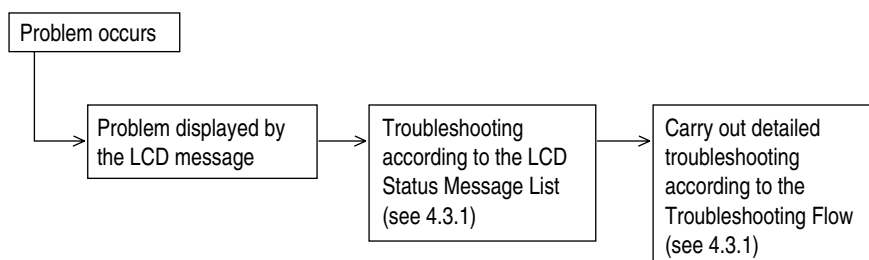 Problem occurs
Problem displayed by
the LCD message
Troubleshooting
according to the LCD
Status Message List
(see 4.3.1)
Carry out detailed
troubleshooting
according to the
Troubleshooting Flow
(see 4.3.1)